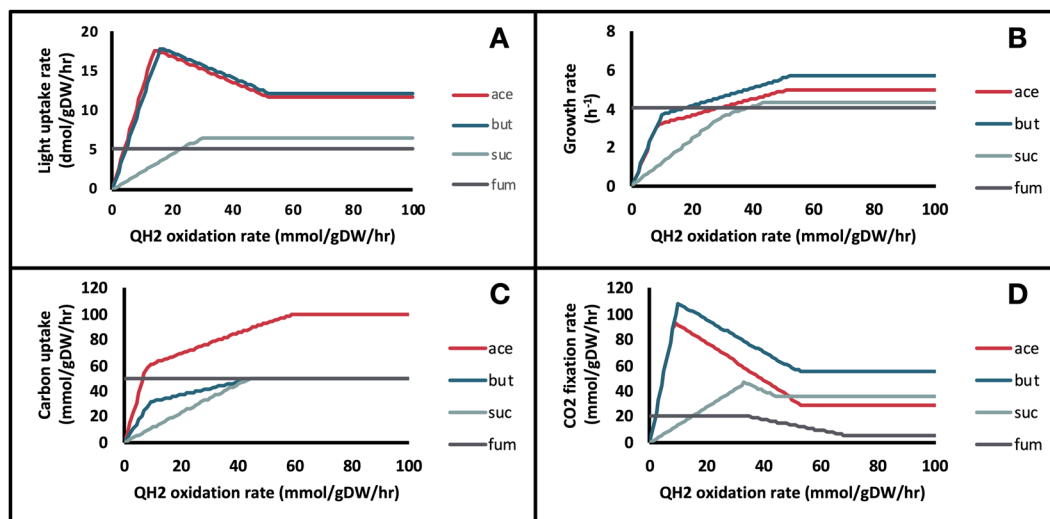 A
Light uptake rate
(dmol/gDW/hr)
20
15
10
5
0
0 20 40 60 80 100
QH2 oxidation rate (mmol/gDW/hr)
ace
but
suc
fum
B
Growth rate
(h⁻¹)
8
6
4
2
0
0 20 40 60 80 100
QH2 oxidation rate (mmol/gDW/hr)
ace
but
suc
fum
C
Carbon uptake
(mmol/gDW/hr)
120
100
80
60
40
20
0
0 20 40 60 80 100
QH2 oxidation rate (mmol/gDW/hr)
ace
but
suc
fum
D
CO2 fixation rate
(mmol/gDW/hr)
120
100
80
60
40
20
0
0 20 40 60 80 100
QH2 oxidation rate (mmol/gDW/hr)
ace
but
suc
fum